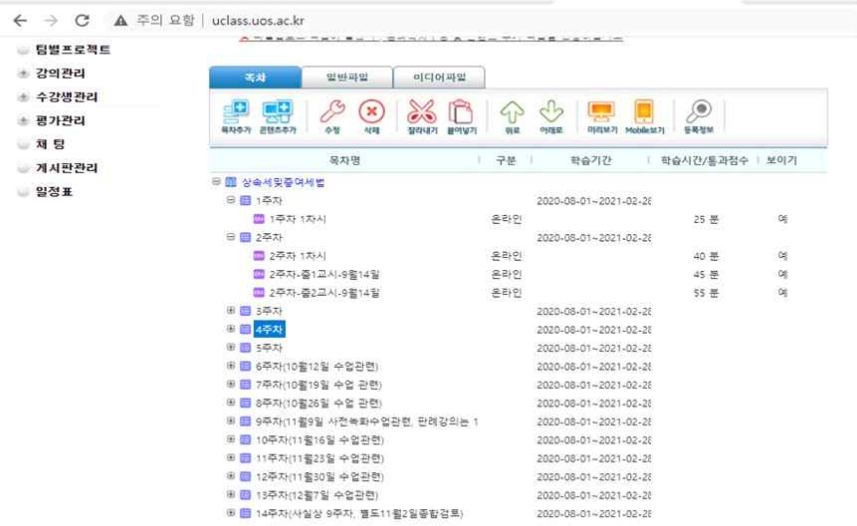 주의 요함 | uclass.uos.ac.kr
팀별프로젝트
강의관리
수강생관리
평가관리
채 팅
게시판관리
일정표
목차 일반파일 미디어파일
목차추가 콘텐츠추가 수정 삭제 잘라내기 붙여넣기 위로 아래로 미리보기 Mobile보기 등록정보
목차명 구분 학습기간 학습시간/통과점수 보이기
상속세및증여세법
1주차 2020-08-01~2021-02-28
1주차 1차시 온라인 25 분 예
2주차 2020-08-01~2021-02-28
2주차 1차시 온라인 40 분 예
2주차-줌1교시-9월14일 온라인 45 분 예
2주차-줌2교시-9월14일 온라인 55 분 예
3주차 2020-08-01~2021-02-28
4주차 2020-08-01~2021-02-28
5주차 2020-08-01~2021-02-28
6주차(10월12일 수업관련) 2020-08-01~2021-02-28
7주차(10월19일 수업 관련) 2020-08-01~2021-02-28
8주차(10월26일 수업 관련) 2020-08-01~2021-02-28
9주차(11월9일 사전녹화수업관련, 판례강의는 1 2020-08-01~2021-02-28
10주차(11월16일 수업관련) 2020-08-01~2021-02-28
11주차(11월23일 수업관련) 2020-08-01~2021-02-28
12주차(11월30일 수업관련) 2020-08-01~2021-02-28
13주차(12월7일 수업관련) 2020-08-01~2021-02-28
14주차(사실상 9주차, 별도11월2일종합검토) 2020-08-01~2021-02-28